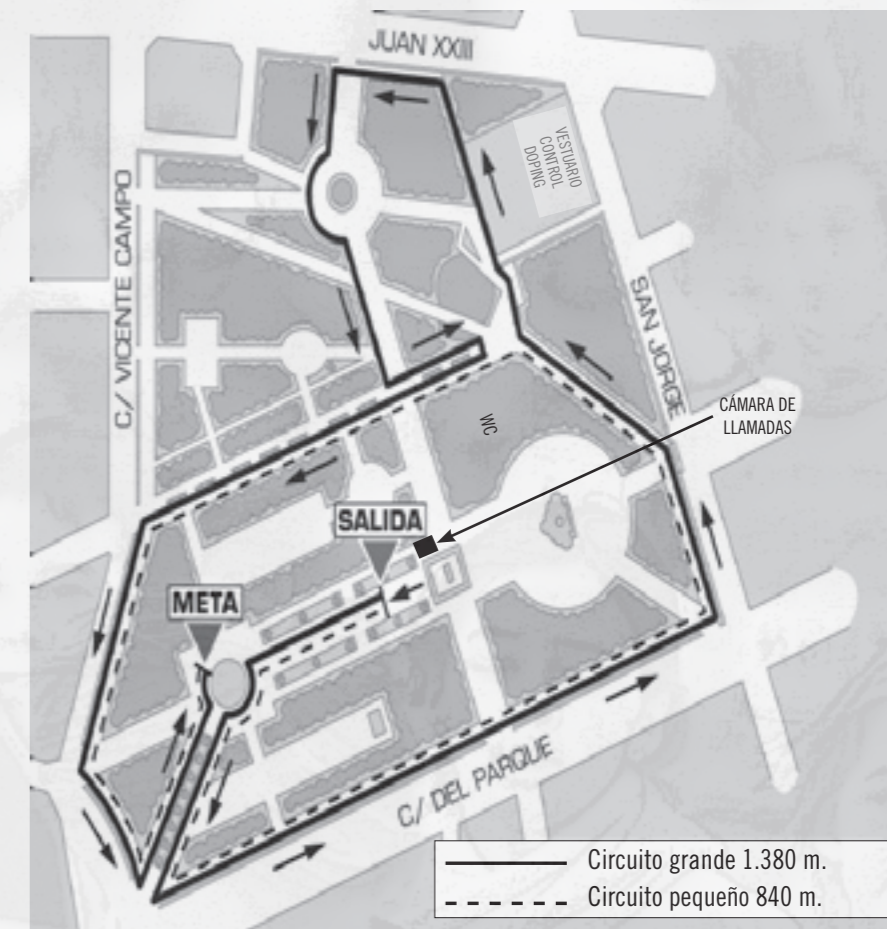 JUAN XXIII
VESTUARIO
CONTROL
DOPING
C/ VICENTE CAMPO
SAN JORGE
CÁMARA DE
LLAMADAS
WC
SALIDA
META
C/ DEL PARQUE
Circuito grande 1.380 m.
Circuito pequeño 840 m.